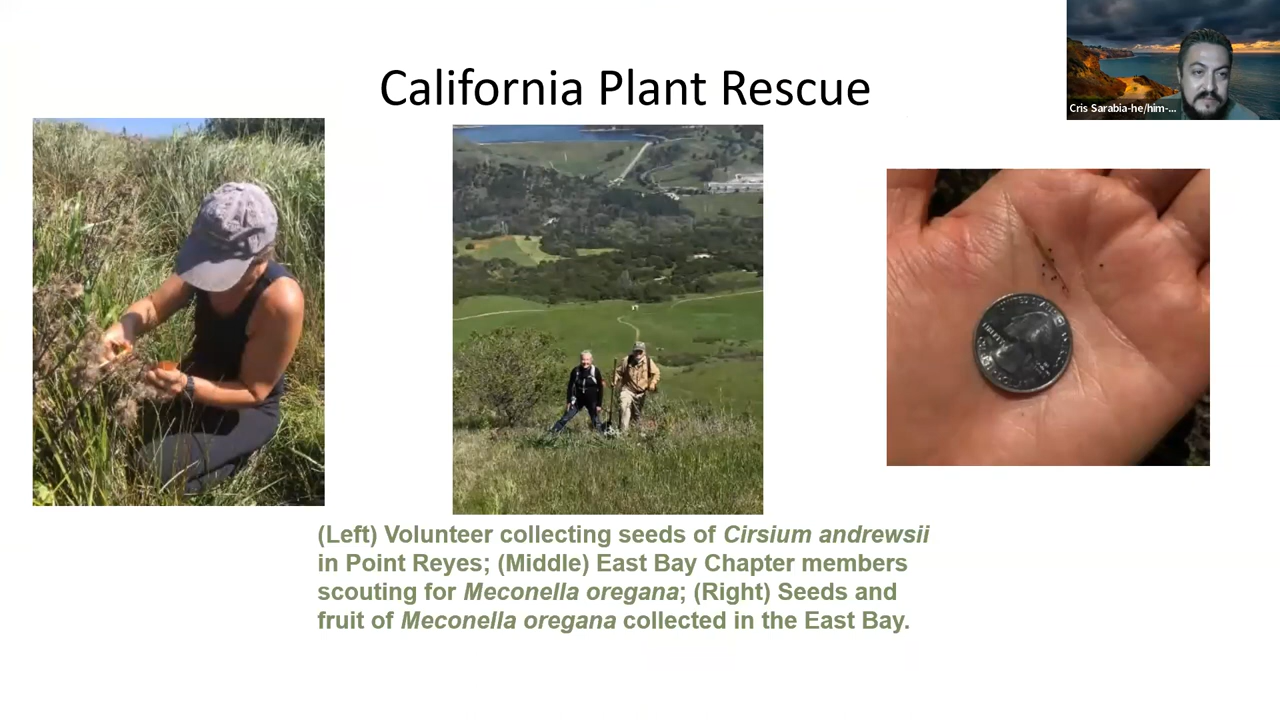 California Plant Rescue
Cris Sarabia-he/him-...
(Left) Volunteer collecting seeds of Cirsium andrewsii
in Point Reyes; (Middle) East Bay Chapter members
scouting for Meconella oregana; (Right) Seeds and
fruit of Meconella oregana collected in the East Bay.